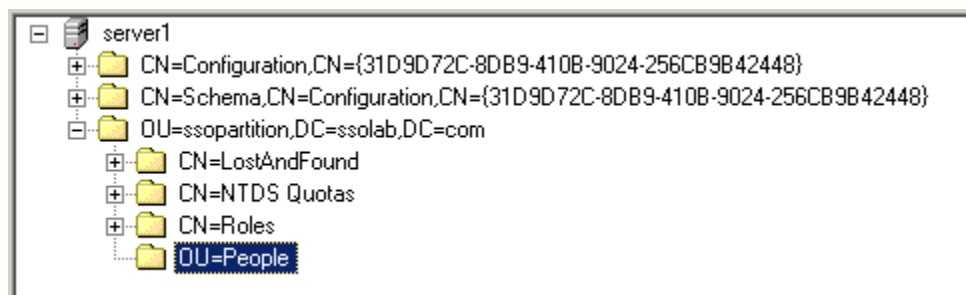 server1
CN=Configuration,CN={31D9D72C-8DB9-410B-9024-256CB9B42448}
CN=Schema,CN=Configuration,CN={31D9D72C-8DB9-410B-9024-256CB9B42448}
OU=ssopartition,DC=ssolab,DC=com
CN=LostAndFound
CN=NTDS Quotas
CN=Roles
OU=People